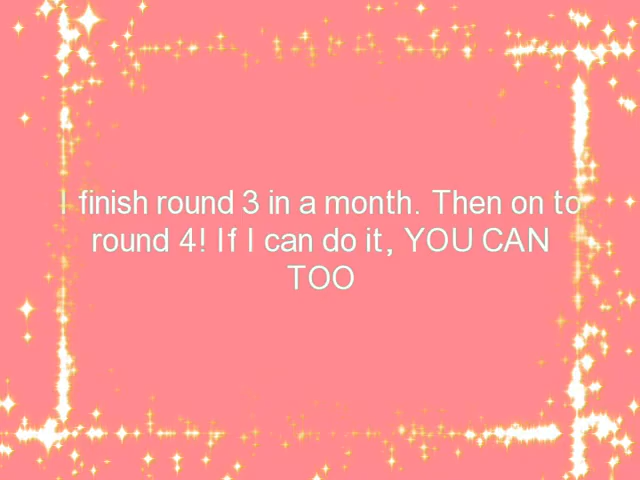 I finish round 3 in a month. Then on to
round 4! If I can do it, YOU CAN
TOO